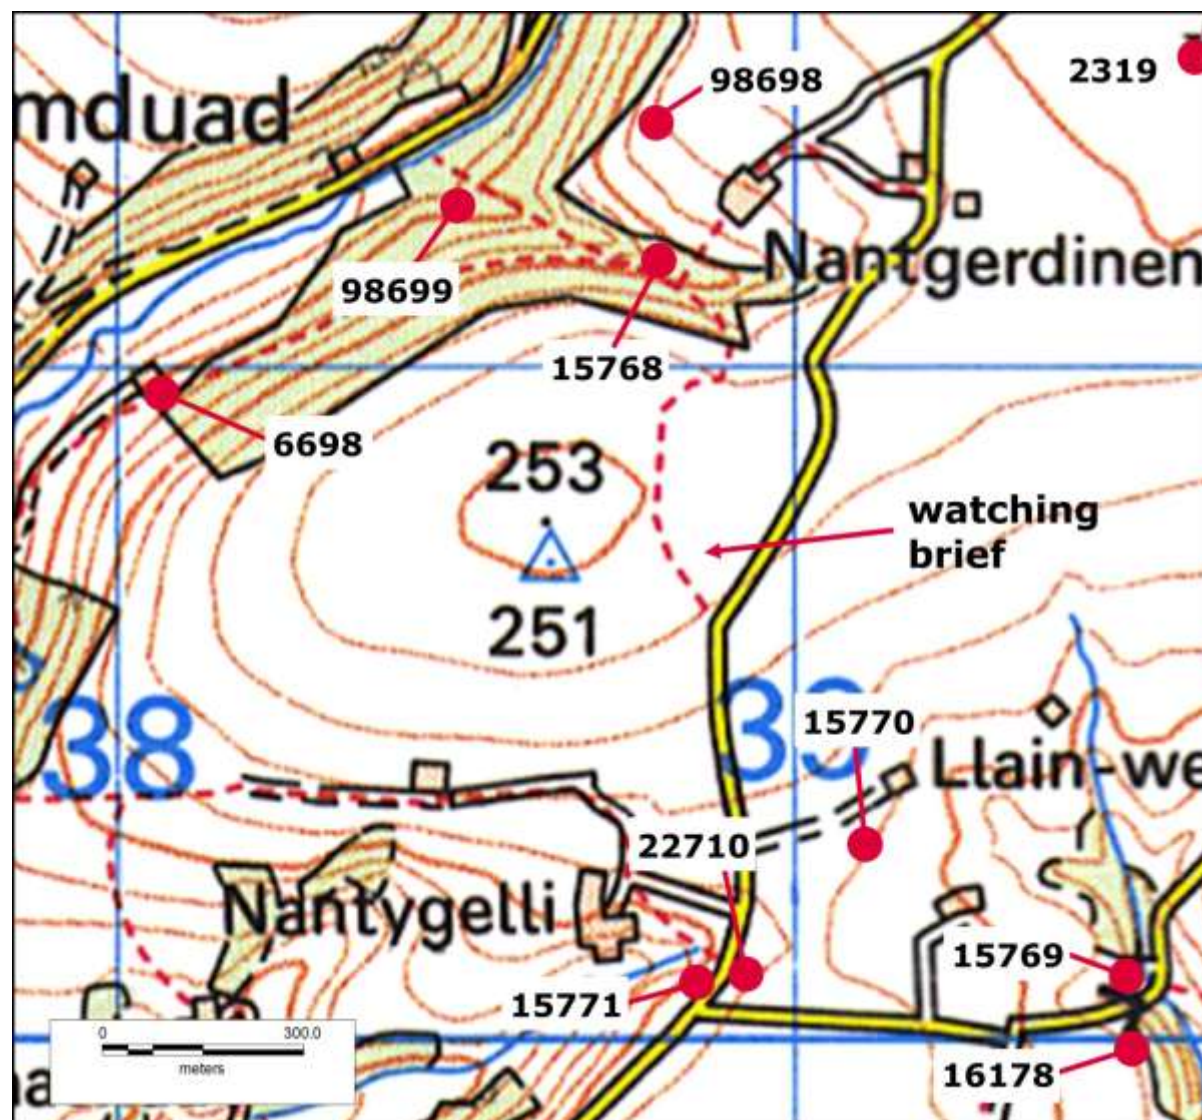 98698
2319
mduad
Nantgerdinen
98699
15768
6698
253
watching
brief
251
38
39
15770
Llain-we
22710
Nantygelli
15769
15771
0 300.0
meters
16178